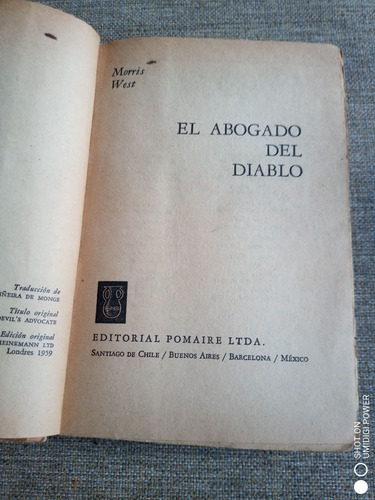 Traducción de
DE MONGE
Título original
DEVIL'S ADVOCATE
Edición original
HEINEMANN LTD
Londres 1959
Morris
West
EL ABOGADO
DEL
DIABLO
EDITORIAL POMAIRE LTDA.
SANTIAGO DE CHILE / BUENOS AIRES / BARCELONA / MÉXICO
SHOT ON
UMIDIGI POWER